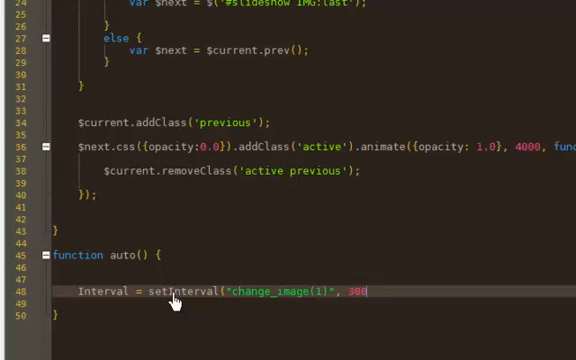 24 var $next = $('#slideshow IMG:last');
25
26 }
27 else {
28 var $next = $current.prev();
29 }
30
31 }
32
33
34 $current.addClass('previous');
35
36 $next.css({opacity:0.0}).addClass('active').animate({opacity: 1.0}, 4000, func
37
38 $current.removeClass('active previous');
39
40 });
41
42
43 }
44
45 function auto() {
46
47
48 Interval = setInterval("change_image(1)", 300
49
50 }